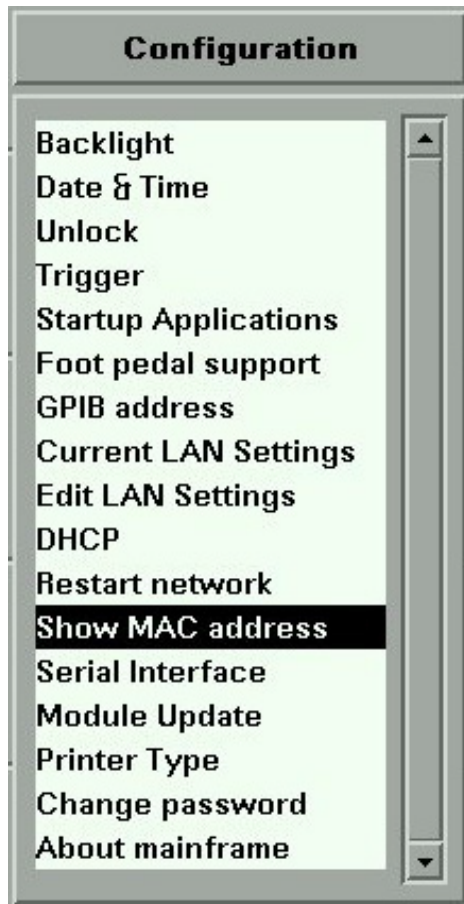 Configuration
Backlight
Date & Time
Unlock
Trigger
Startup Applications
Foot pedal support
GPIB address
Current LAN Settings
Edit LAN Settings
DHCP
Restart network
Show MAC address
Serial Interface
Module Update
Printer Type
Change password
About mainframe